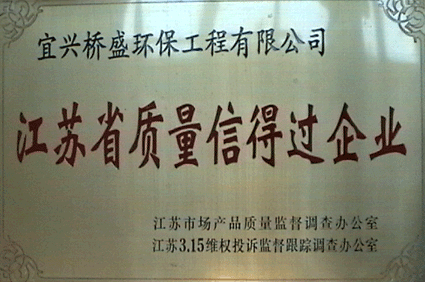 宜兴桥盛环保工程有限公司
江苏省质量信得过企业
江苏市场产品质量监督调查办公室
江苏3.15维权投诉监督跟踪调查办公室